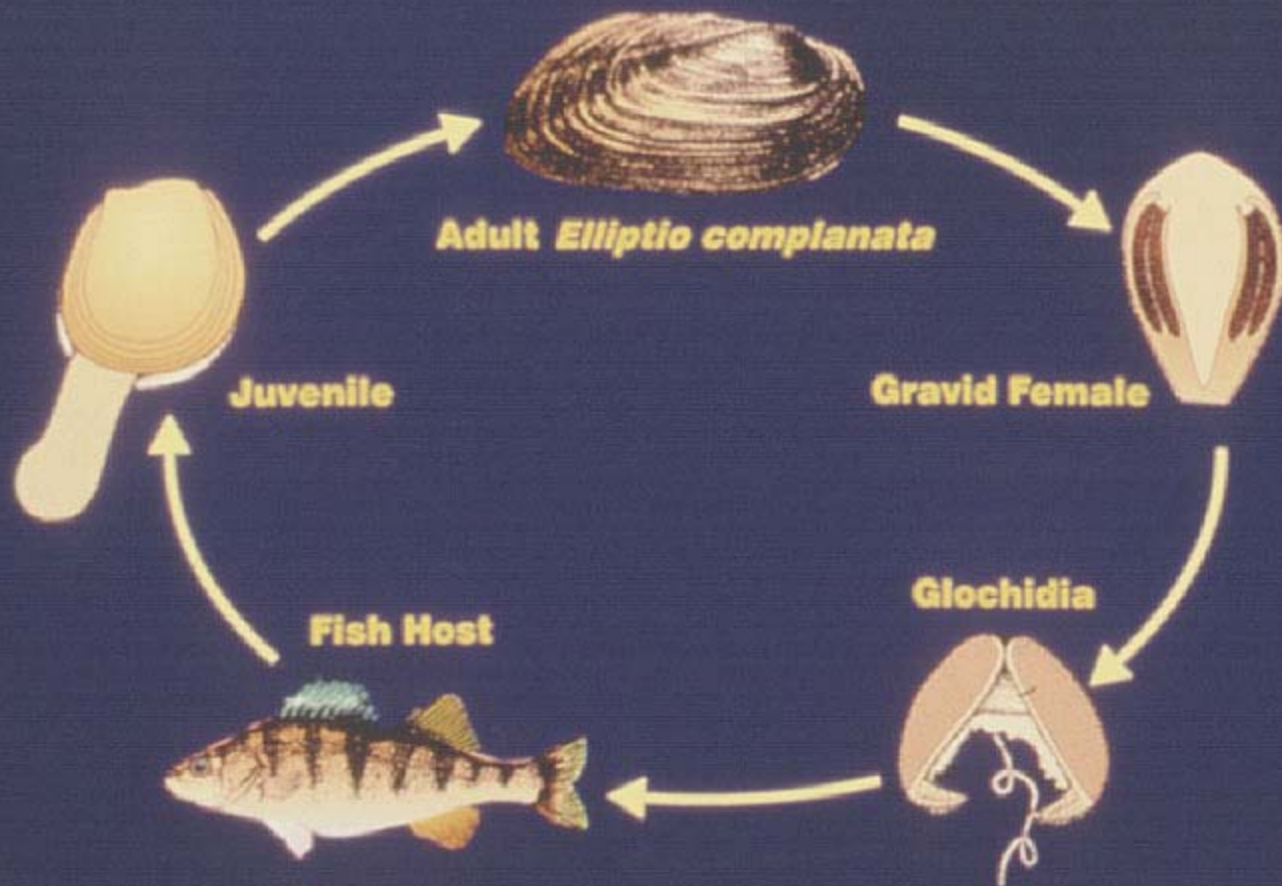 Adult Elliptio complanata
Juvenile
Gravid Female
Glochidia
Fish Host